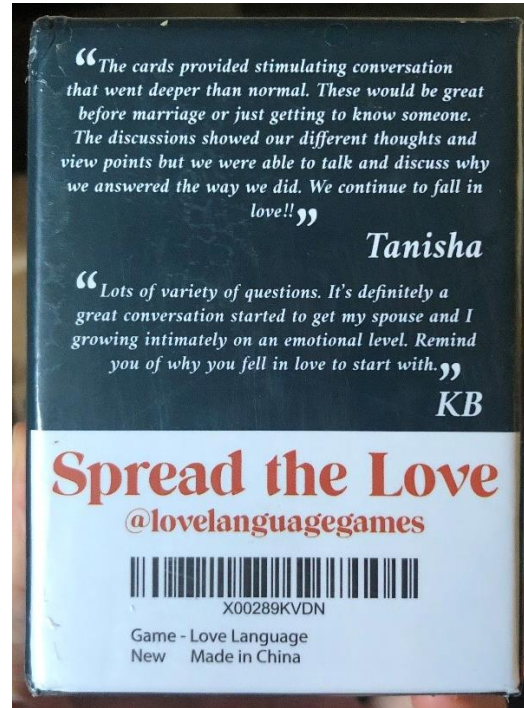 “The cards provided stimulating conversation
that went deeper than normal. These would be great
before marriage or just getting to know someone.
The discussions showed our different thoughts and
view points but we were able to talk and discuss why
we answered the way we did. We continue to fall in
love!!”
Tanisha
“Lots of variety of questions. It's definitely a
great conversation started to get my spouse and I
growing intimately on an emotional level. Remind
you of why you fell in love to start with.”
KB
Spread the Love
@lovelanguagegames
X00289KVDN
Game - Love Language
New Made in China